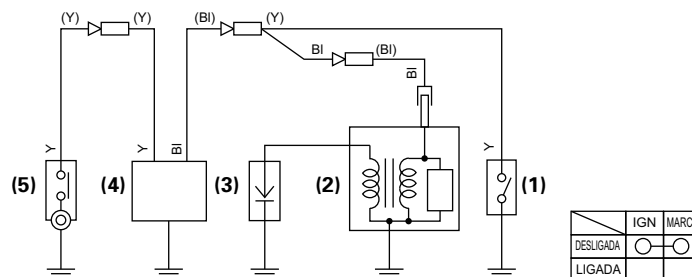 (Y) (Y) (Bl) (Y)
Bl (Bl)
Bl
Y Y Bl Y
(5) (4) (3) (2) (1)
IGN MARC
DESLIGADA
LIGADA